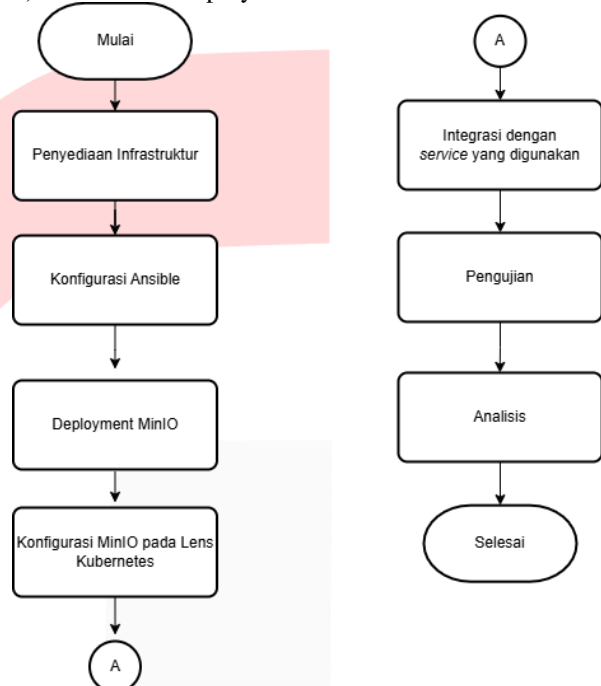 Mulai
Penyediaan Infrastruktur
Konfigurasi Ansible
Deployment MinIO
Konfigurasi MinIO pada Lens
Kubernetes
A
A
Integrasi dengan
service yang digunakan
Pengujian
Analisis
Selesai